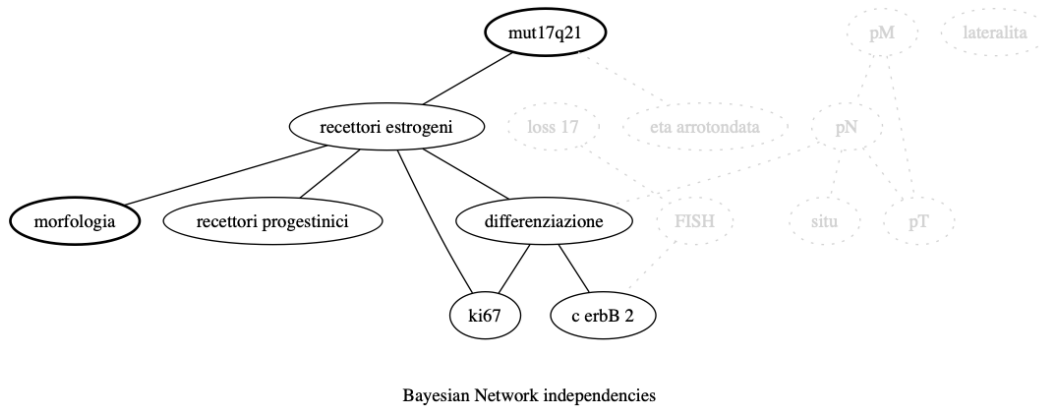 mut17q21
pM
lateralita
recettori estrogeni
loss 17
eta arrotondata
pN
morfologia
recettori progestinici
differenziazione
FISH
situ
pT
ki67
c erbB 2
Bayesian Network independencies